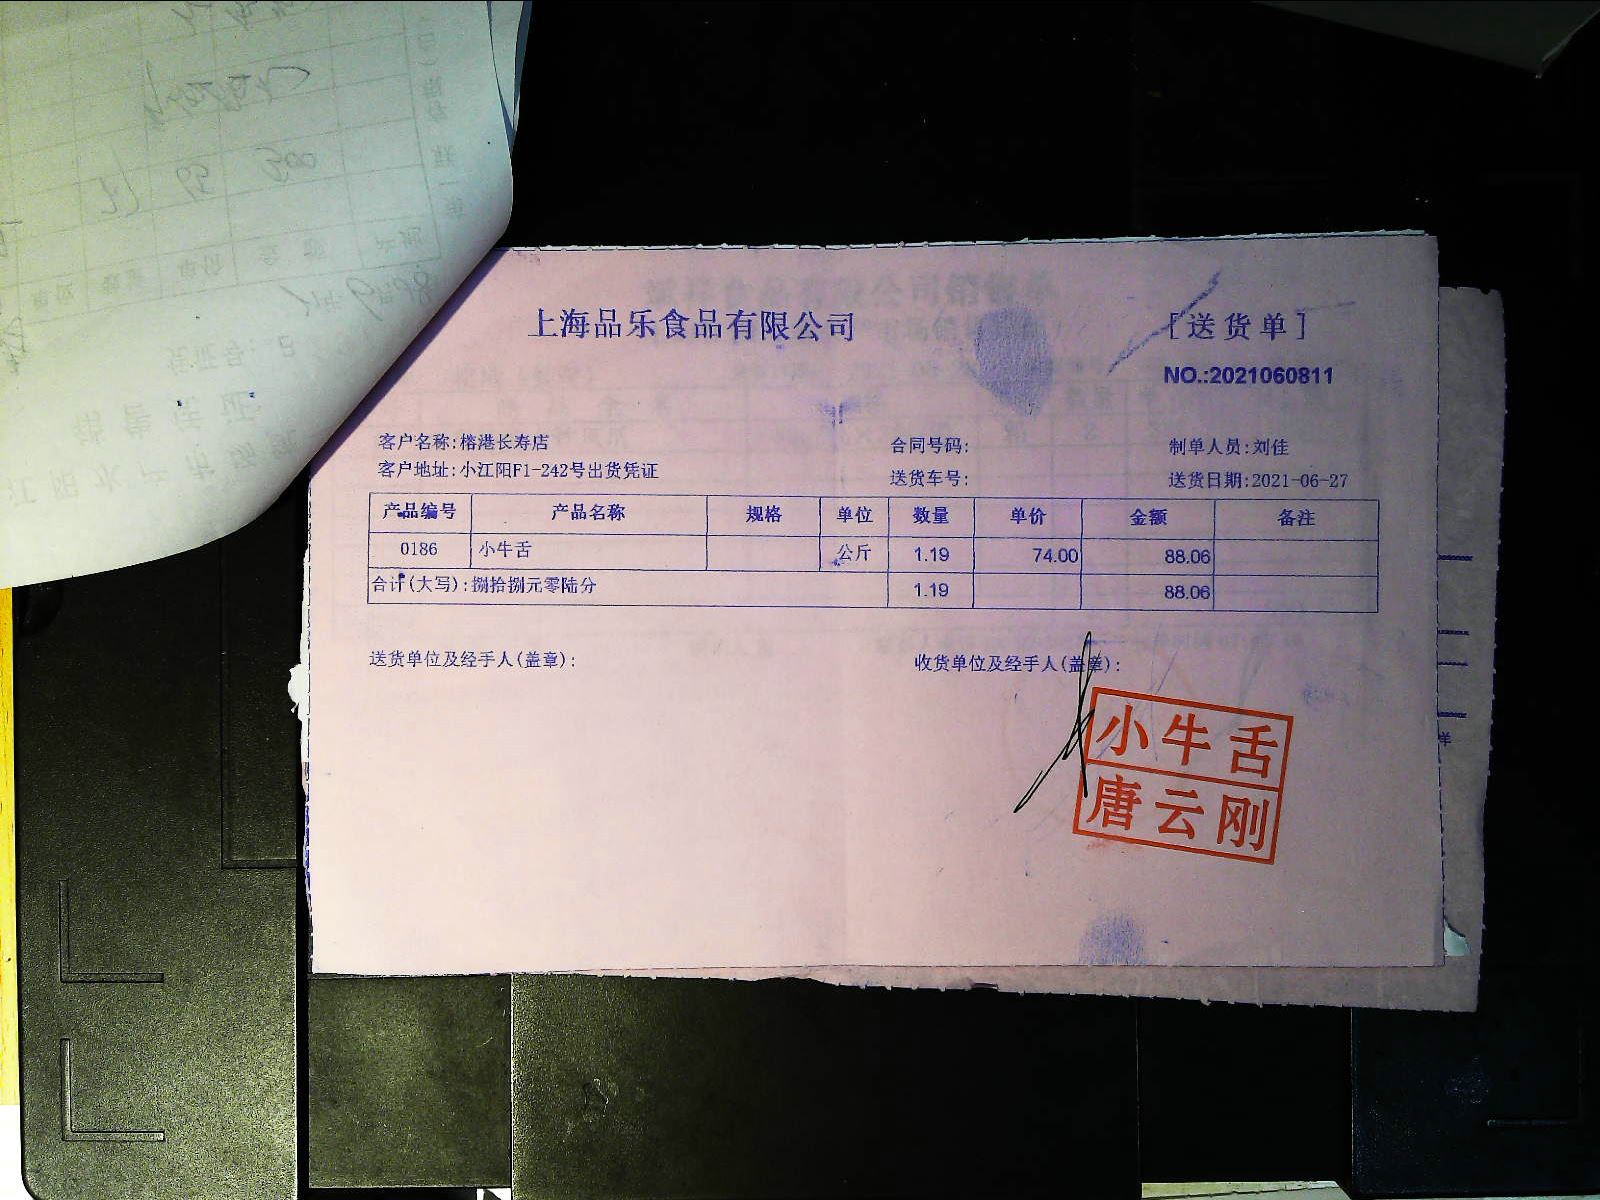 上海品乐食品有限公司
[送货单]
NO.:2021060811
客户名称:榕港长寿店 合同号码: 制单人员:刘佳
客户地址:小江阳F1-242号出货凭证 送货车号: 送货日期:2021-06-27
产品编号 产品名称 规格 单位 数量 单价 金额 备注
0186 小牛舌 公斤 1.19 74.00 88.06
合计(大写):捌拾捌元零陆分 1.19 88.06
送货单位及经手人(盖章): 收货单位及经手人(盖章):
小牛舌
唐云刚